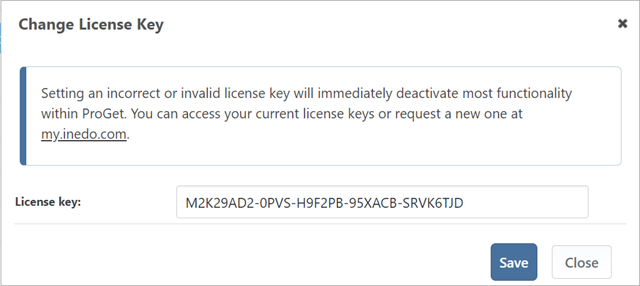 Change License Key
Setting an incorrect or invalid license key will immediately deactivate most functionality
within ProGet. You can access your current license keys or request a new one at
my.inedo.com.
License key:
M2K29AD2-0PVS-H9F2PB-95XACB-SRVK6TJD
Save
Close